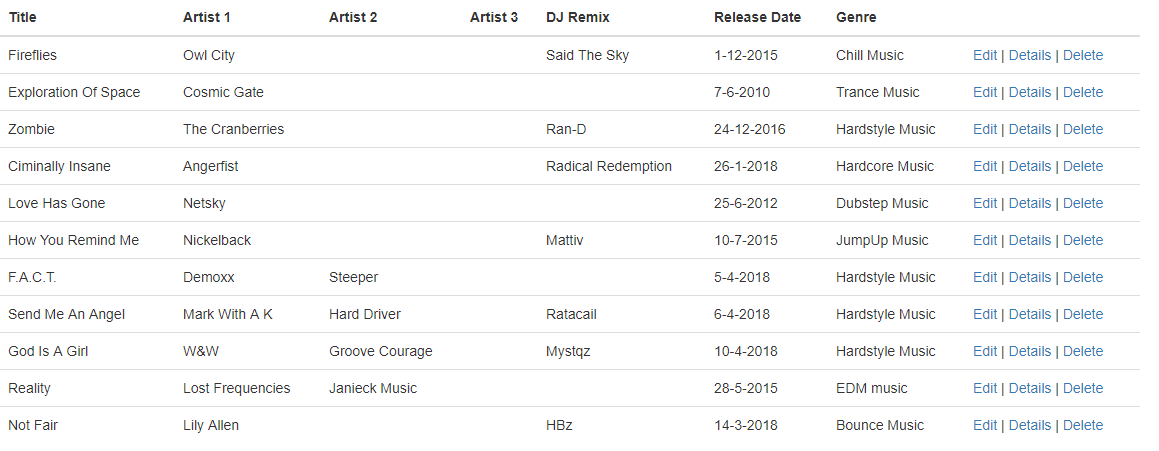 Title Artist 1 Artist 2 Artist 3 DJ Remix Release Date Genre
Fireflies Owl City Said The Sky 1-12-2015 Chill Music Edit | Details | Delete
Exploration Of Space Cosmic Gate 7-6-2010 Trance Music Edit | Details | Delete
Zombie The Cranberries Ran-D 24-12-2016 Hardstyle Music Edit | Details | Delete
Ciminally Insane Angerfist Radical Redemption 26-1-2018 Hardcore Music Edit | Details | Delete
Love Has Gone Netsky 25-6-2012 Dubstep Music Edit | Details | Delete
How You Remind Me Nickelback Mattiv 10-7-2015 JumpUp Music Edit | Details | Delete
F.A.C.T. Demoxx Steeper 5-4-2018 Hardstyle Music Edit | Details | Delete
Send Me An Angel Mark With A K Hard Driver Ratacail 6-4-2018 Hardstyle Music Edit | Details | Delete
God Is A Girl W&W Groove Courage Mystqz 10-4-2018 Hardstyle Music Edit | Details | Delete
Reality Lost Frequencies Janieck Music 28-5-2015 EDM music Edit | Details | Delete
Not Fair Lily Allen HBz 14-3-2018 Bounce Music Edit | Details | Delete